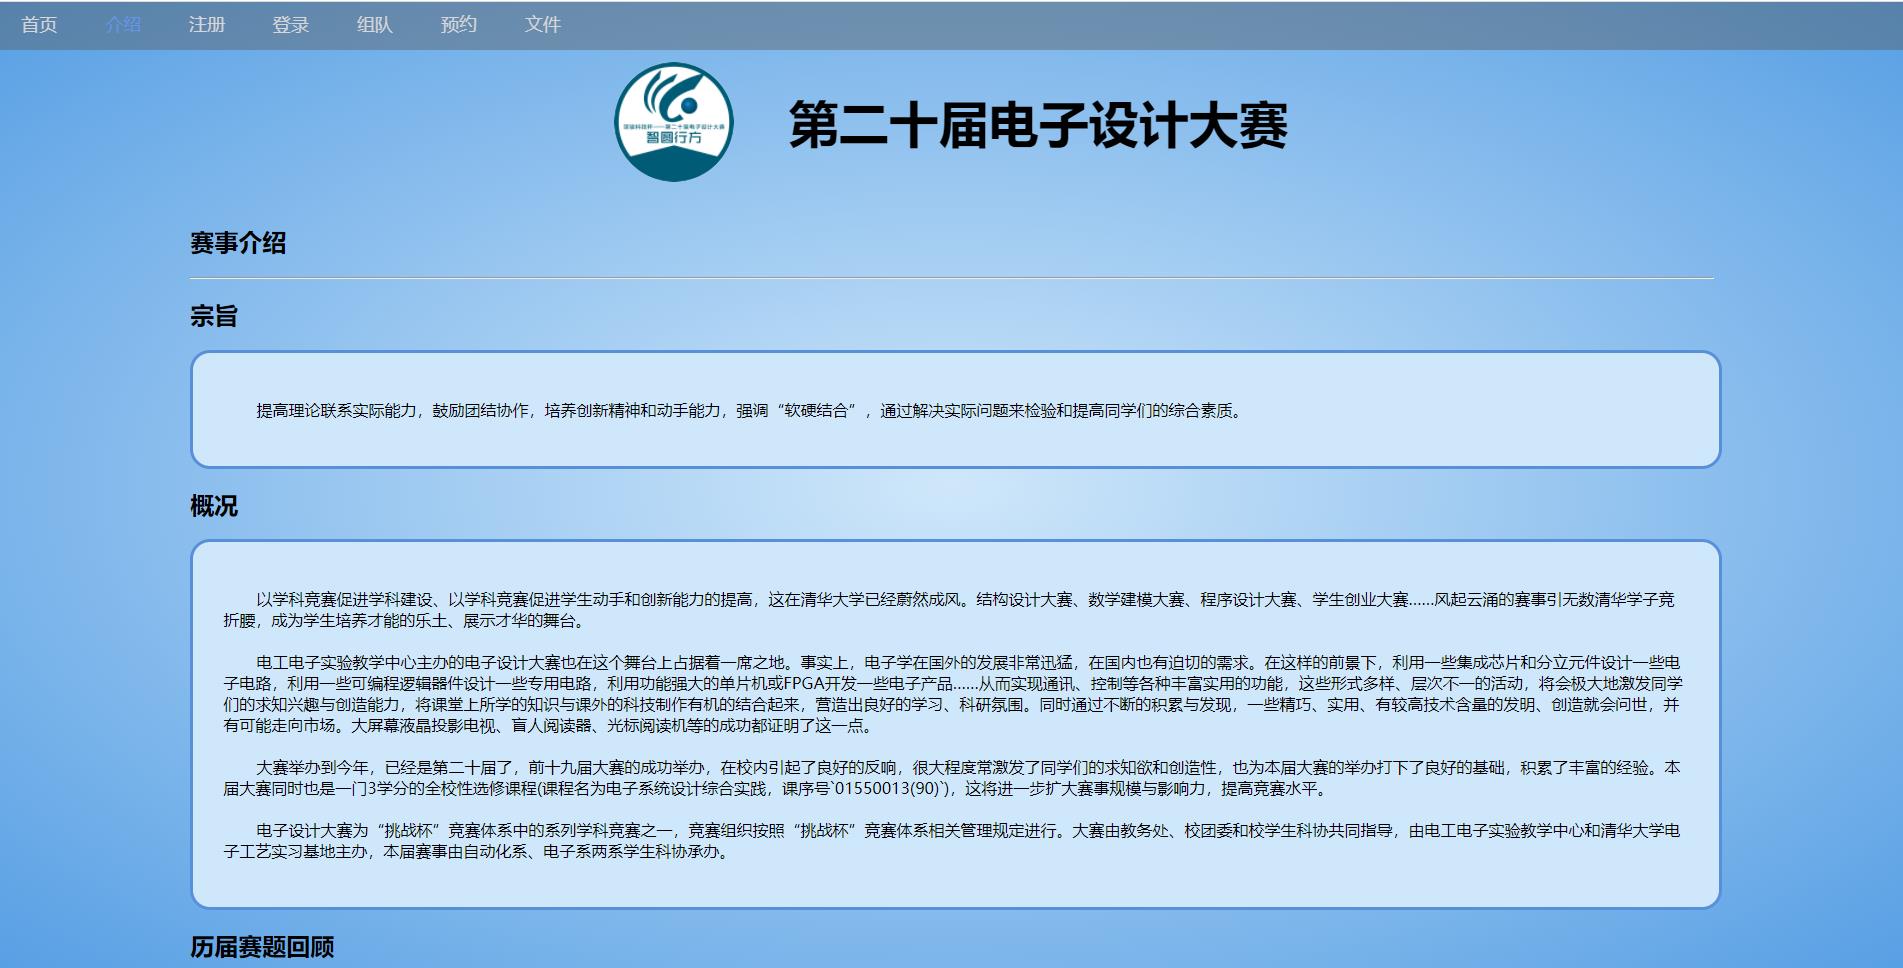 首页 介绍 注册 登录 组队 预约 文件
智圆行方
第二十届电子设计大赛
赛事介绍
宗旨
提高理论联系实际能力，鼓励团结协作，培养创新精神和动手能力，强调“软硬结合”，通过解决实际问题来检验和提高同学们的综合素质。
概况
以学科竞赛促进学科建设、以学科竞赛促进学生动手和创新能力的提高，这在清华大学已经蔚然成风。结构设计大赛、数学建模大赛、程序设计大赛、学生创业大赛……风起云涌的赛事引无数清华学子竞
折腰，成为学生培养才能的乐土、展示才华的舞台。
电工电子实验教学中心主办的电子设计大赛也在这个舞台上占据着一席之地。事实上，电子学在国外的发展非常迅猛，在国内也有迫切的需求。在这样的前景下，利用一些集成芯片和分立元件设计一些电
子电路，利用一些可编程逻辑器件设计一些专用电路，利用功能强大的单片机或FPGA开发一些电子产品……从而实现通讯、控制等各种丰富实用的功能，这些形式多样、层次不一的活动，将会极大地激发同学
们的求知兴趣与创造能力，将课堂上所学的知识与课外的科技制作有机的结合起来，营造出良好的学习、科研氛围。同时通过不断的积累与发现，一些精巧、实用、有较高技术含量的发明、创造就会问世，并
有可能走向市场。大屏幕液晶投影电视、盲人阅读器、光标阅读机等的成功都证明了这一点。
大赛举办到今年，已经是第二十届了，前十九届大赛的成功举办，在校内引起了良好的反响，很大程度常激发了同学们的求知欲和创造性，也为本届大赛的举办打下了良好的基础，积累了丰富的经验。本
届大赛同时也是一门3学分的全校性选修课程(课程名为电子系统设计综合实践，课序号`01550013(90)`)，这将进一步扩大赛事规模与影响力，提高竞赛水平。
电子设计大赛为“挑战杯”竞赛体系中的系列学科竞赛之一，竞赛组织按照“挑战杯”竞赛体系相关管理规定进行。大赛由教务处、校团委和校学生科协共同指导，由电工电子实验教学中心和清华大学电
子工艺实习基地主办，本届赛事由自动化系、电子系两系学生科协承办。
历届赛题回顾